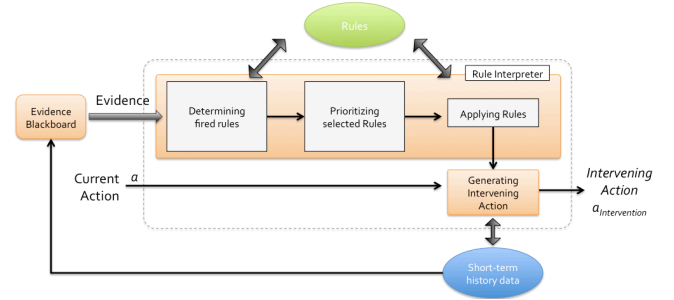 Rules
Rule Interpreter
Evidence
Evidence
Blackboard
Determining
fired rules
Prioritizing
selected Rules
Applying Rules
Current
Action
a
Generating
Intervening
Action
Intervening
Action
aIntervention
Short-term
history data